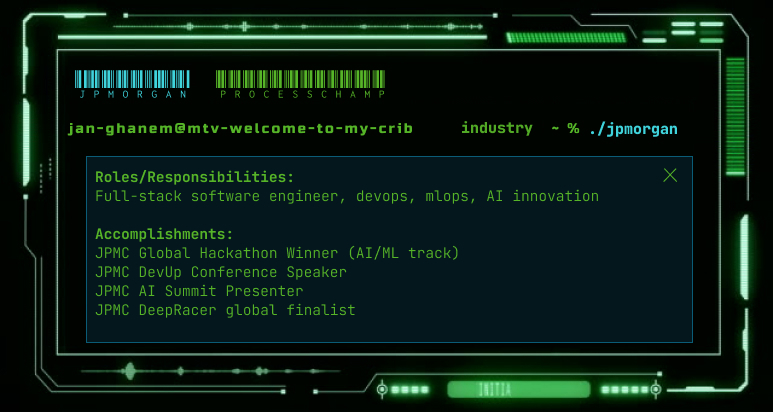 JPMORGAN PROCESSCHAMP
jan-ghanem@mtv-welcome-to-my-crib industry ~ % ./jpmorgan
Roles/Responsibilities:
Full-stack software engineer, devops, mlops, AI innovation
Accomplishments:
JPMC Global Hackathon Winner (AI/ML track)
JPMC DevUp Conference Speaker
JPMC AI Summit Presenter
JPMC DeepRacer global finalist
INITIA